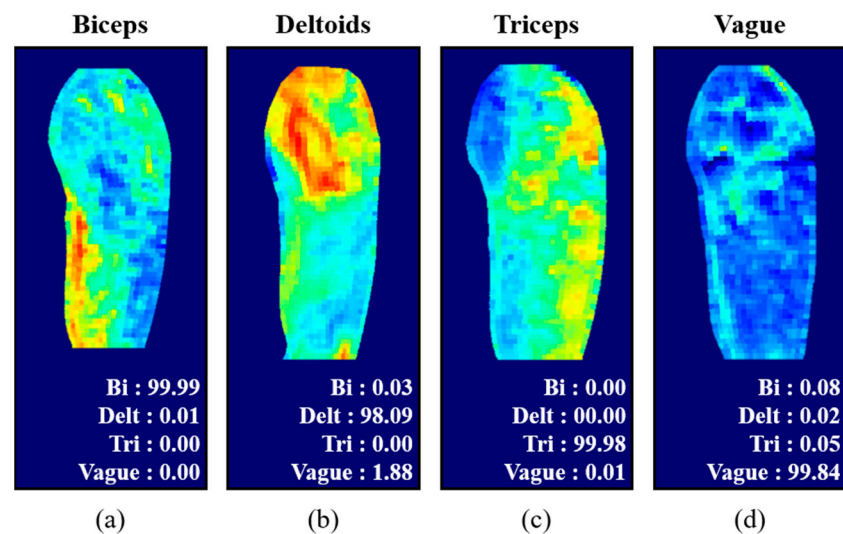 Biceps Deltoids Triceps Vague
Bi : 99.99 Bi : 0.03 Bi : 0.00 Bi : 0.08
Delt : 0.01 Delt : 98.09 Delt : 00.00 Delt : 0.02
Tri : 0.00 Tri : 0.00 Tri : 99.98 Tri : 0.05
Vague : 0.00 Vague : 1.88 Vague : 0.01 Vague : 99.84
(a) (b) (c) (d)